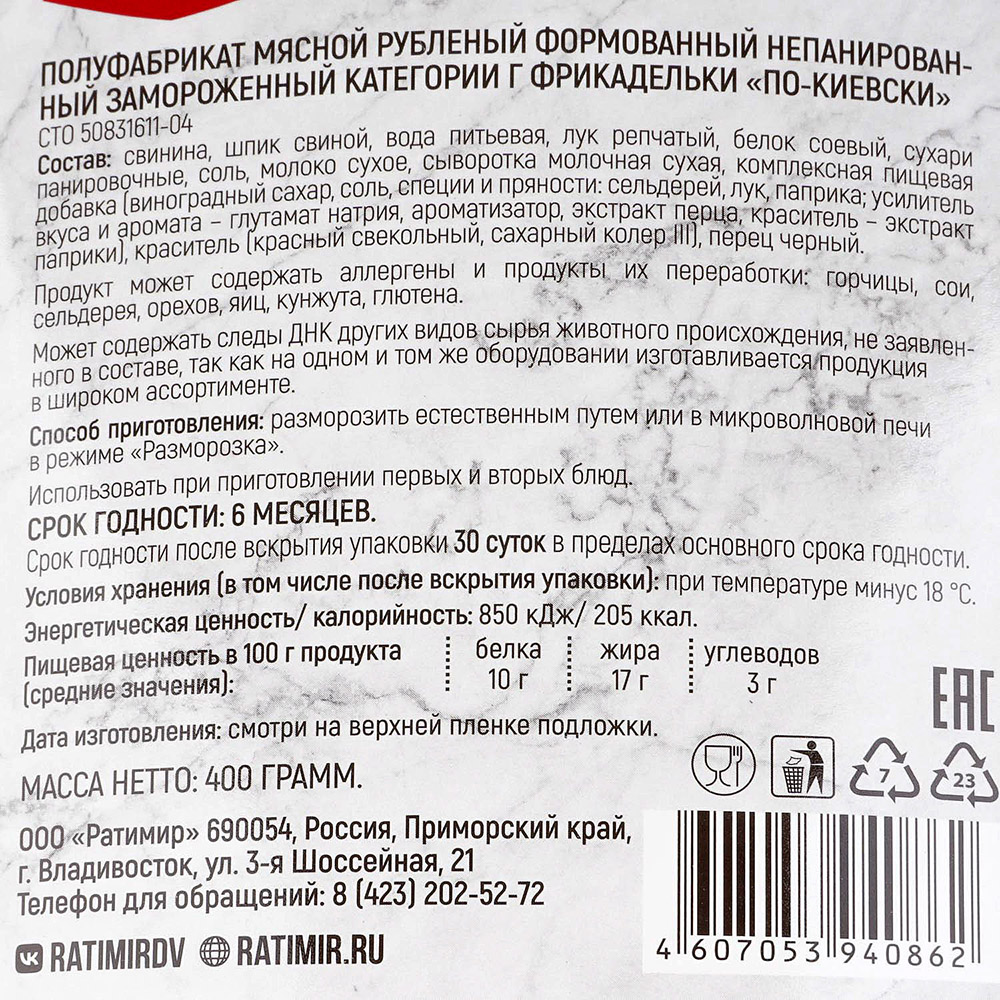 ПОЛУФАБРИКАТ МЯСНОЙ РУБЛЕНЫЙ ФОРМОВАННЫЙ НЕПАНИРОВАН-
НЫЙ ЗАМОРОЖЕННЫЙ КАТЕГОРИИ Г ФРИКАДЕЛЬКИ «ПО-КИЕВСКИ»
СТО 50831611-04
Состав: свинина, шпик свиной, вода питьевая, лук репчатый, белок соевый, сухари
панировочные, соль, молоко сухое, сыворотка молочная сухая, комплексная пищевая
добавка (виноградный сахар, соль, специи и пряности: сельдерей, лук, паприка; усилитель
вкуса и аромата – глутамат натрия, ароматизатор, экстракт перца, краситель – экстракт
паприки), краситель (красный свекольный, сахарный колер III), перец черный.
Продукт может содержать аллергены и продукты их переработки: горчицы, сои,
сельдерея, орехов, яиц, кунжута, глютена.
Может содержать следы ДНК других видов сырья животного происхождения, не заявлен-
ного в составе, так как на одном и том же оборудовании изготавливается продукция
в широком ассортименте.
Способ приготовления: разморозить естественным путем или в микроволновой печи
в режиме «Разморозка».
Использовать при приготовлении первых и вторых блюд.
СРОК ГОДНОСТИ: 6 МЕСЯЦЕВ.
Срок годности после вскрытия упаковки 30 суток в пределах основного срока годности.
Условия хранения (в том числе после вскрытия упаковки): при температуре минус 18 °С.
Энергетическая ценность/ калорийность: 850 кДж/ 205 ккал.
Пищевая ценность в 100 г продукта белка жира углеводов
(средние значения): 10 г 17 г 3 г
EAC
Дата изготовления: смотри на верхней пленке подложки.
МАССА НЕТТО: 400 ГРАММ.
7 23
ООО «Ратимир» 690054, Россия, Приморский край,
г. Владивосток, ул. 3-я Шоссейная, 21
Телефон для обращений: 8 (423) 202-52-72
RATIMIRDV RATIMIR.RU
4 607053 940862